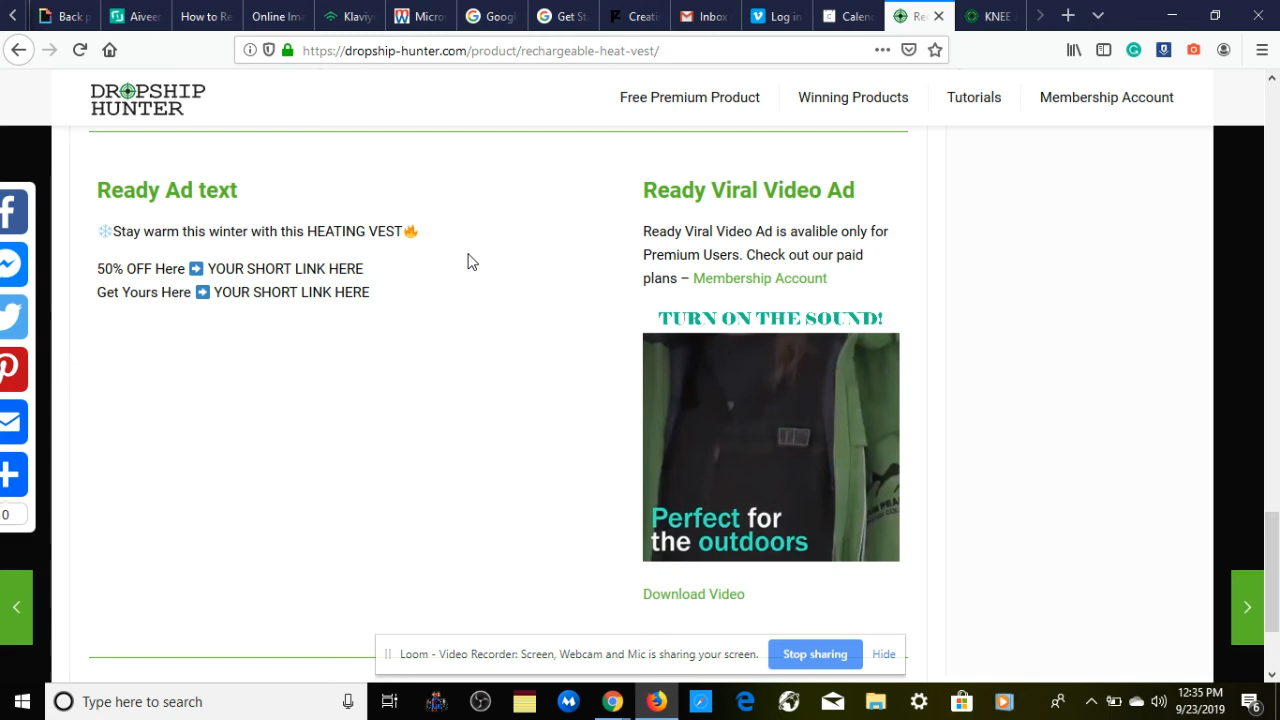 Back p
Aiveer
How to Re
Online Ima
Klaviy
Micro
Googl
Get Sta
Creati
Inbox
Log in
Calend
Re
KNEE
https://dropship-hunter.com/product/rechargeable-heat-vest/
DROPSHIP
HUNTER
Free Premium Product
Winning Products
Tutorials
Membership Account
Ready Ad text
❄️Stay warm this winter with this HEATING VEST🔥
50% OFF Here ➡️ YOUR SHORT LINK HERE
Get Yours Here ➡️ YOUR SHORT LINK HERE
Ready Viral Video Ad
Ready Viral Video Ad is avalible only for
Premium Users. Check out our paid
plans – Membership Account
TURN ON THE SOUND!
Perfect for
the outdoors
Download Video
0
Loom - Video Recorder: Screen, Webcam and Mic is sharing your screen.
Stop sharing
Hide
Type here to search
12:35 PM
9/23/2019
6